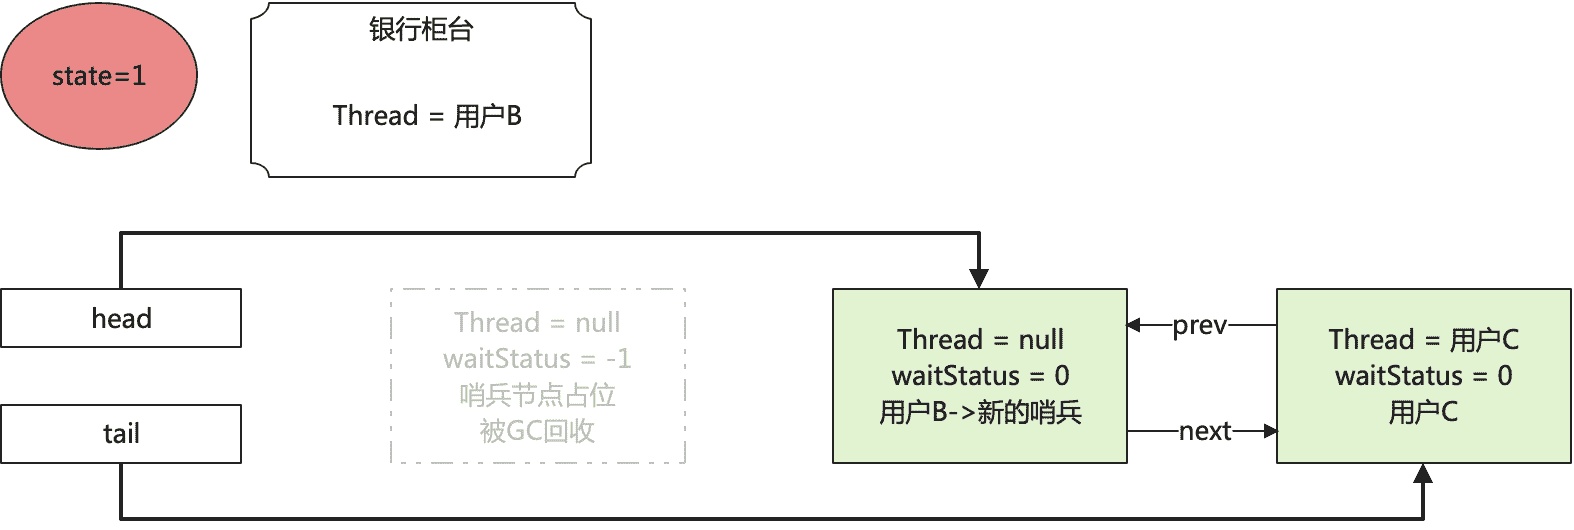 state=1
银行柜台
Thread = 用户B
head
tail
Thread = null
waitStatus = -1
哨兵节点占位
被GC回收
Thread = null
waitStatus = 0
用户B->新的哨兵
prev
next
Thread = 用户C
waitStatus = 0
用户C